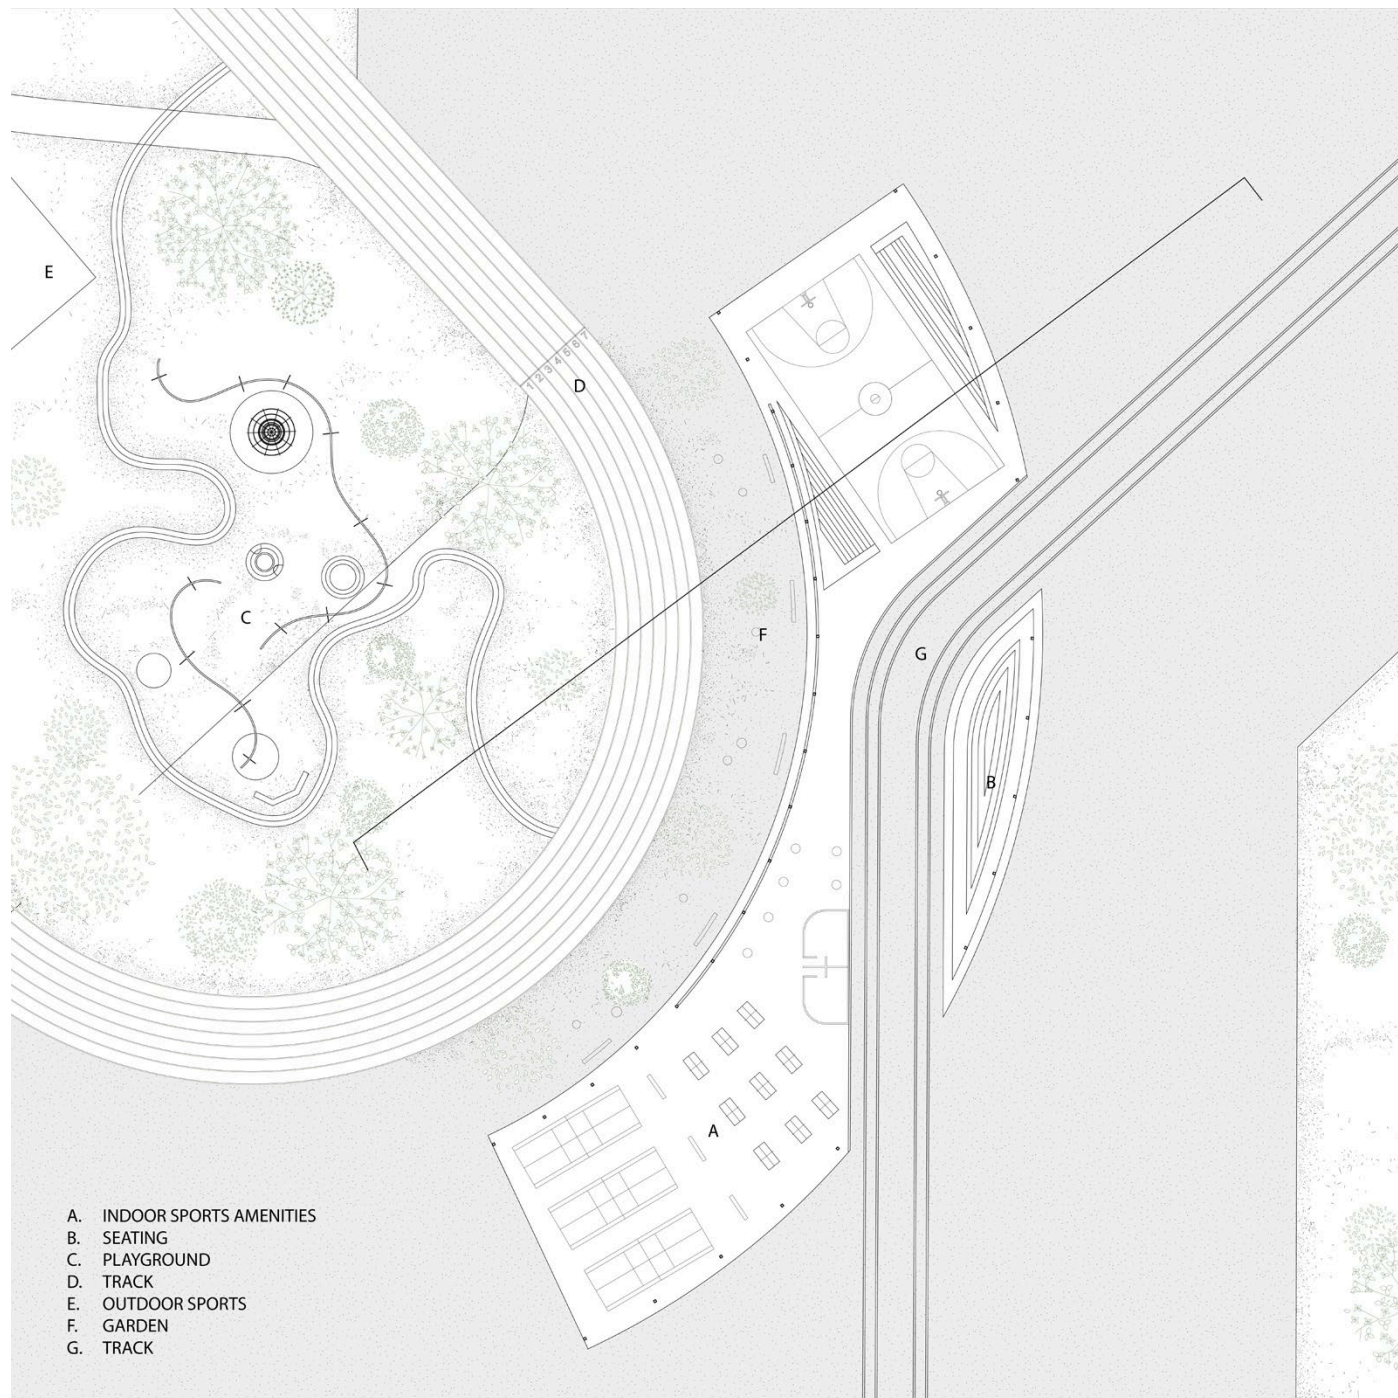 E
1 2 3 4 5 6 7
D
C
F
G
B
A
A. INDOOR SPORTS AMENITIES
B. SEATING
C. PLAYGROUND
D. TRACK
E. OUTDOOR SPORTS
F. GARDEN
G. TRACK